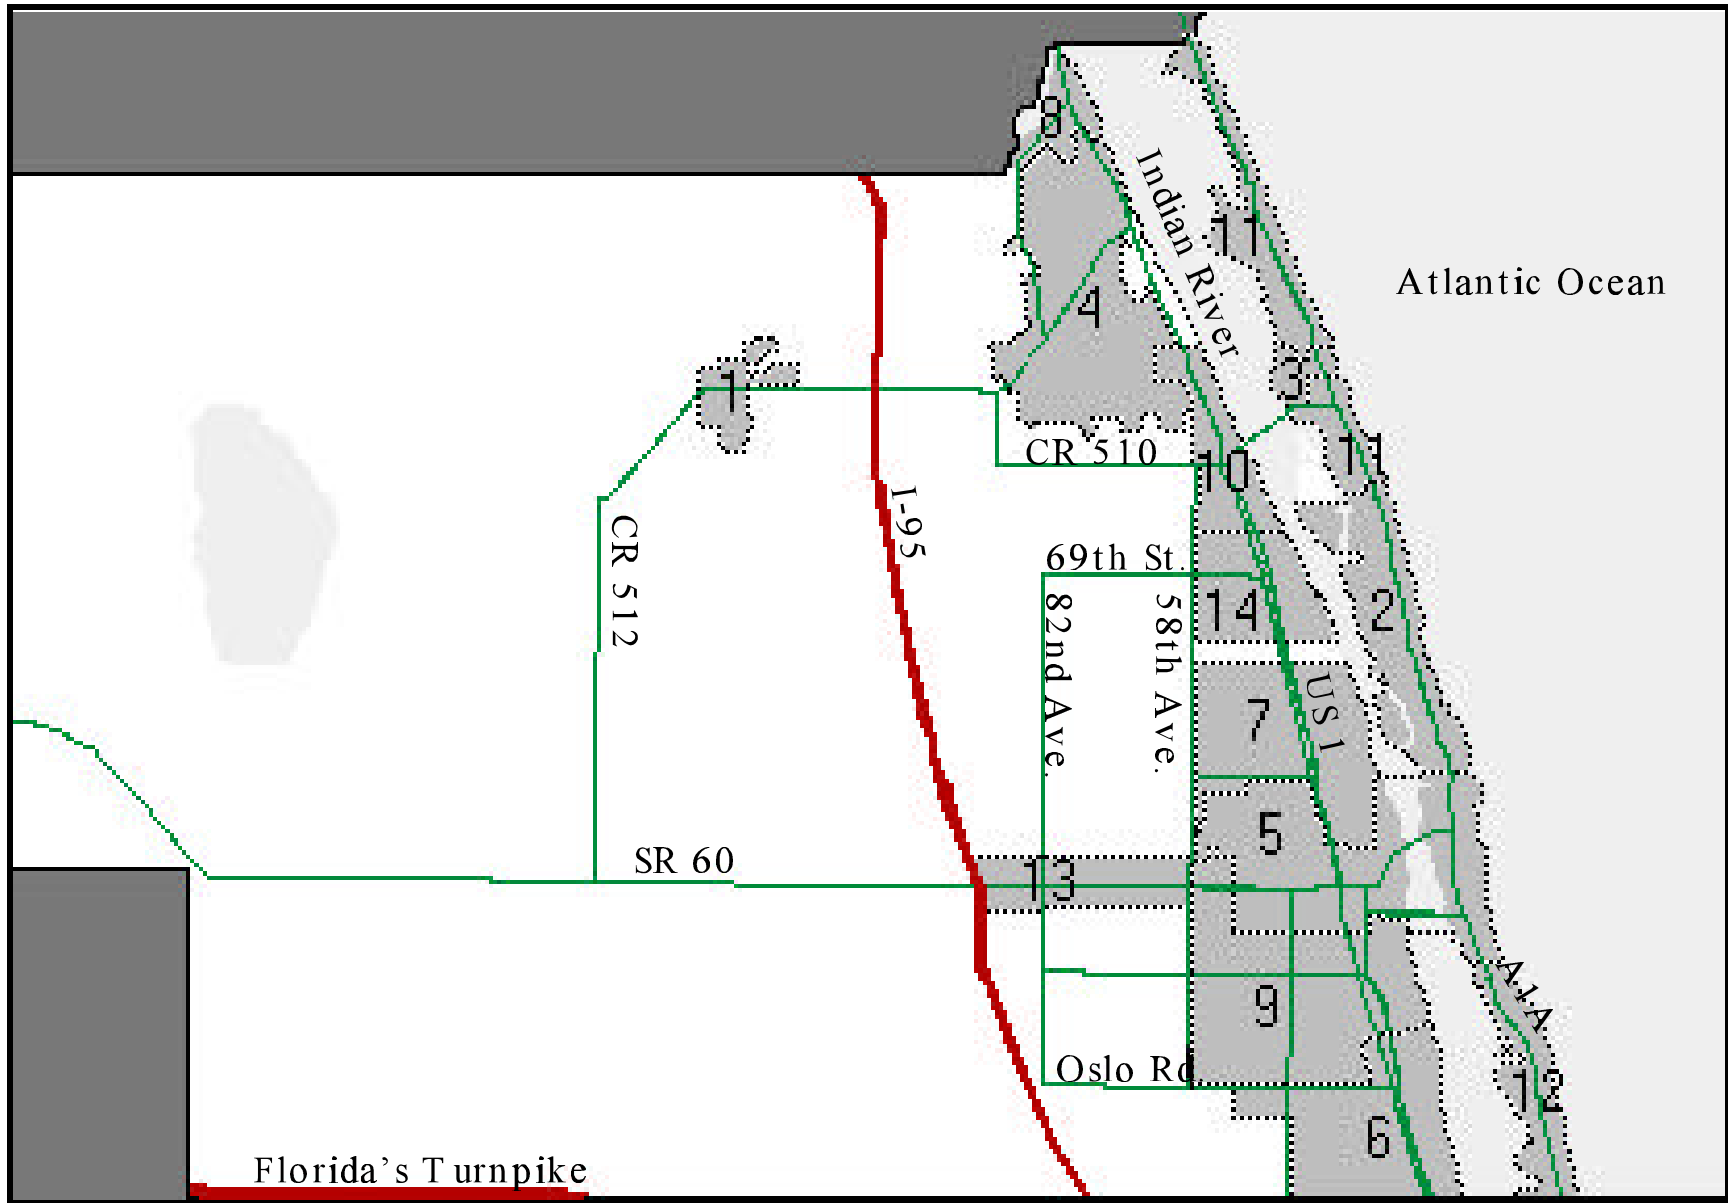 8
Indian River
11
Atlantic Ocean
4
3
1
11
CR 510
10
I-95
CR 512
69th St.
14
2
82nd Ave.
58th Ave.
7
US 1
5
SR 60
13
A1A
9
Oslo Rd.
12
6
Florida's Turnpike